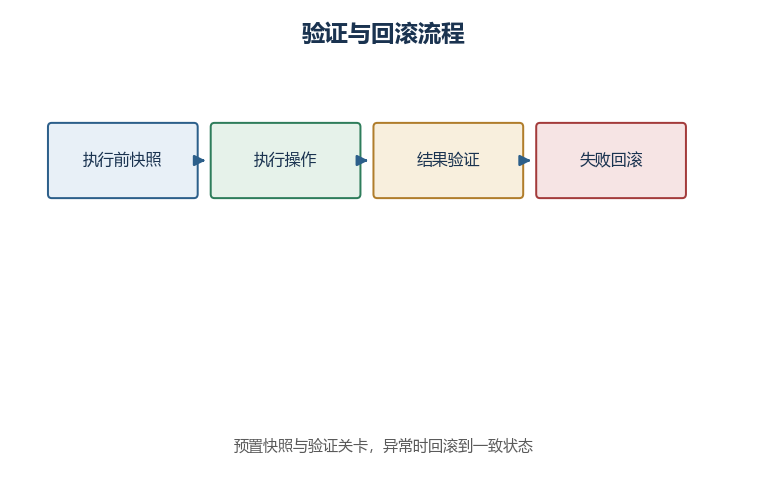 验证与回滚流程
执行前快照
执行操作
结果验证
失败回滚
预置快照与验证关卡，异常时回滚到一致状态